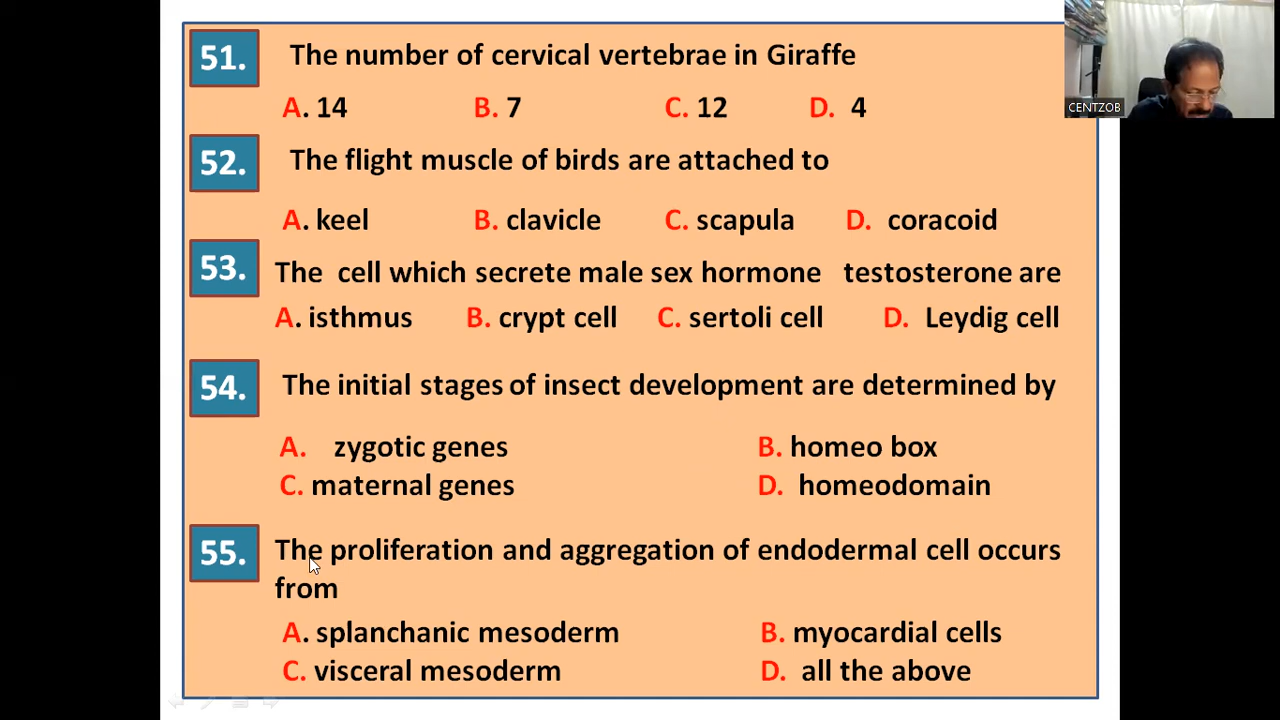 51. The number of cervical vertebrae in Giraffe
A. 14 B. 7 C. 12 D. 4
CENTZOB
52. The flight muscle of birds are attached to
A. keel B. clavicle C. scapula D. coracoid
53. The cell which secrete male sex hormone testosterone are
A. isthmus B. crypt cell C. sertoli cell D. Leydig cell
54. The initial stages of insect development are determined by
A. zygotic genes B. homeo box
C. maternal genes D. homeodomain
55. The proliferation and aggregation of endodermal cell occurs
from
A. splanchanic mesoderm B. myocardial cells
C. visceral mesoderm D. all the above